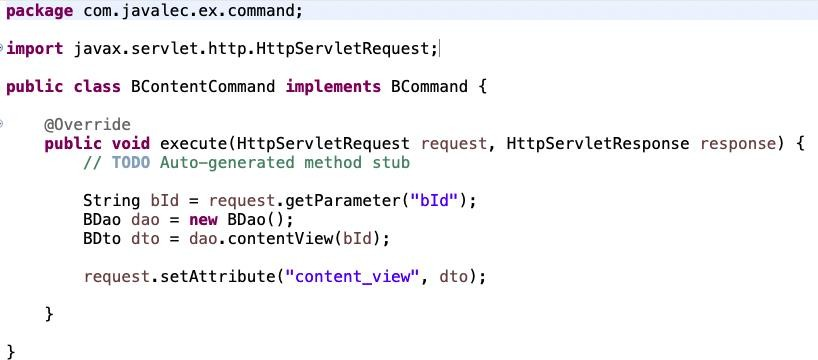 package com.javalec.ex.command;
import javax.servlet.http.HttpServletRequest;
public class BContentCommand implements BCommand {
@Override
public void execute(HttpServletRequest request, HttpServletResponse response) {
// TODO Auto-generated method stub
String bId = request.getParameter("bId");
BDao dao = new BDao();
BDto dto = dao.contentView(bId);
request.setAttribute("content_view", dto);
}
}